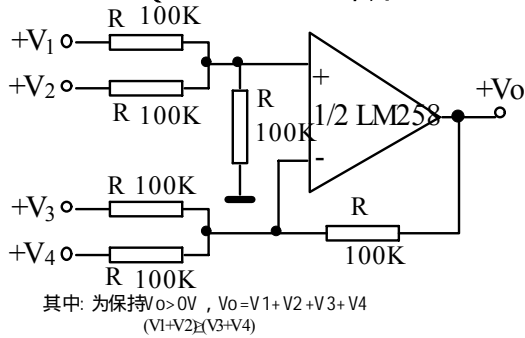 R 100K
+V1
+V2
R 100K
R
100K
+
1/2 LM258
-
+Vo
R 100K
+V3
+V4
R 100K
R
100K
其中: 为保持Vo>0V , Vo=V1+V2+V3+V4
(V1+V2)≥(V3+V4)